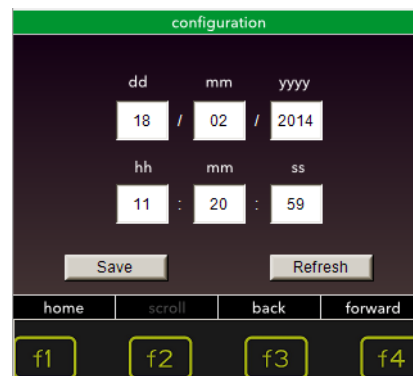 configuration
dd mm yyyy
18 / 02 / 2014
hh mm ss
11 : 20 : 59
Save Refresh
home scroll back forward
f1 f2 f3 f4